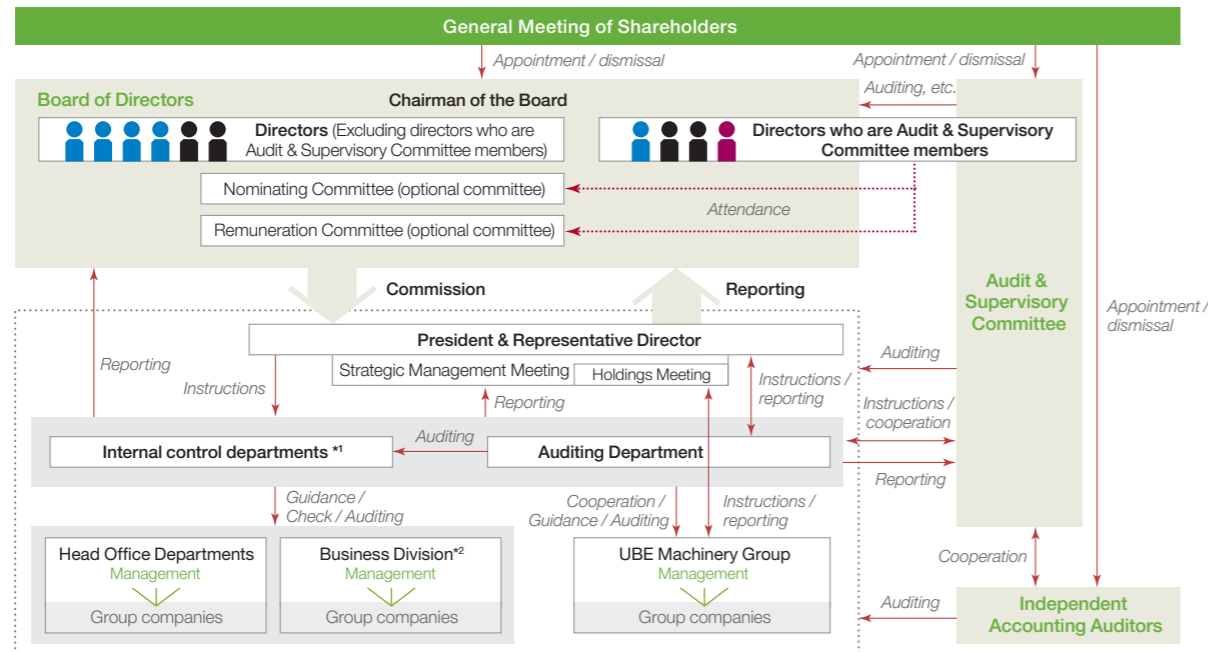 General Meeting of Shareholders
Appointment / dismissal
Appointment / dismissal
Auditing, etc.
Board of Directors
Chairman of the Board
Directors (Excluding directors who are
Audit & Supervisory Committee members)
Directors who are Audit & Supervisory
Committee members
Nominating Committee (optional committee)
Attendance
Remuneration Committee (optional committee)
Commission
Reporting
Audit &
Supervisory
Committee
Appointment /
dismissal
President & Representative Director
Strategic Management Meeting
Holdings Meeting
Reporting
Instructions
Reporting
Instructions /
reporting
Auditing
Instructions /
cooperation
Internal control departments *1
Auditing
Auditing Department
Reporting
Guidance /
Check / Auditing
Cooperation /
Guidance / Auditing
Instructions /
reporting
Head Office Departments
Management
Group companies
Business Division*2
Management
Group companies
UBE Machinery Group
Management
Group companies
Cooperation
Auditing
Independent
Accounting Auditors